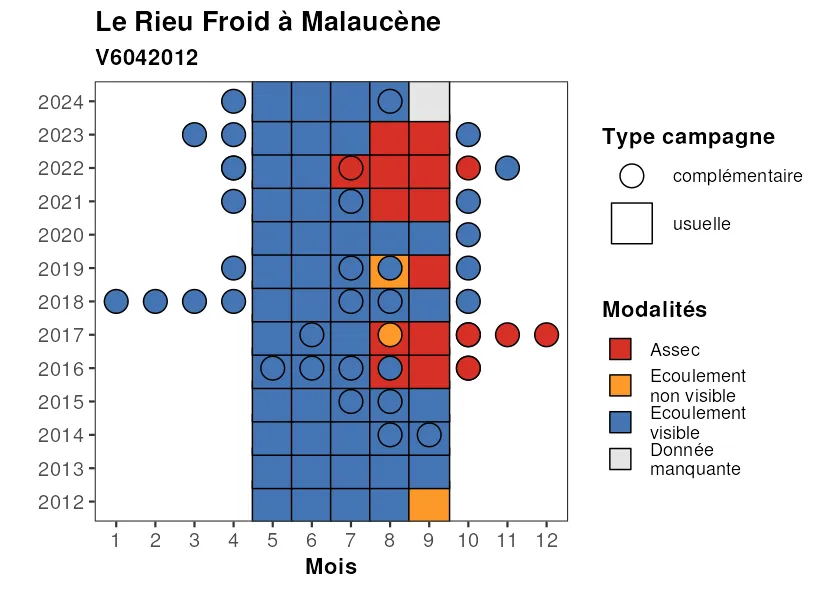 Le Rieu Froid à Malaucène
V6042012
2024
2023
2022
2021
2020
2019
2018
2017
2016
2015
2014
2013
2012
1 2 3 4 5 6 7 8 9 10 11 12
Mois
Type campagne
complémentaire
usuelle
Modalités
Assec
Ecoulement
non visible
Ecoulement
visible
Donnée
manquante